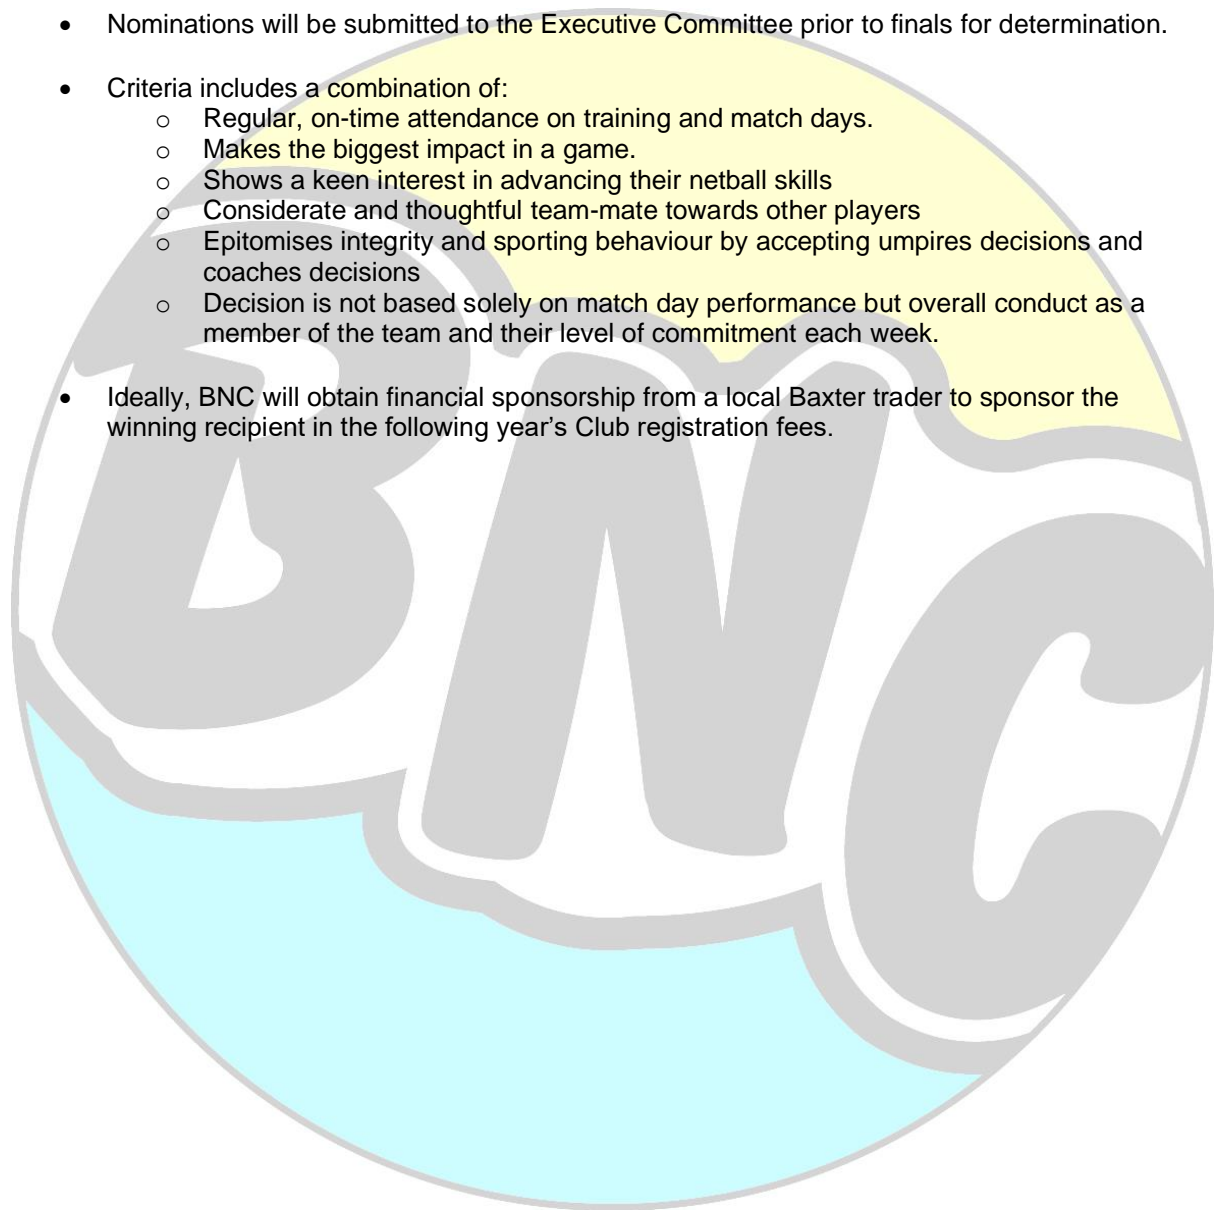 • Nominations will be submitted to the Executive Committee prior to finals for determination.
• Criteria includes a combination of:
o Regular, on-time attendance on training and match days.
o Makes the biggest impact in a game.
o Shows a keen interest in advancing their netball skills
o Considerate and thoughtful team-mate towards other players
o Epitomises integrity and sporting behaviour by accepting umpires decisions and
coaches decisions
o Decision is not based solely on match day performance but overall conduct as a
member of the team and their level of commitment each week.
• Ideally, BNC will obtain financial sponsorship from a local Baxter trader to sponsor the
winning recipient in the following year’s Club registration fees.
BNC